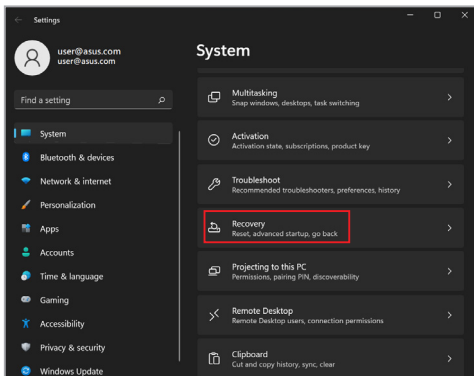 Settings
user@asus.com
user@asus.com
Find a setting
System
Bluetooth & devices
Network & internet
Personalization
Apps
Accounts
Time & language
Gaming
Accessibility
Privacy & security
Windows Update
System
Multitasking
Snap windows, desktops, task switching
Activation
Activation state, subscriptions, product key
Troubleshoot
Recommended troubleshooters, preferences, history
Recovery
Reset, advanced startup, go back
Projecting to this PC
Permissions, pairing PIN, discoverability
Remote Desktop
Remote Desktop users, connection permissions
Clipboard
Cut and copy history, sync, clear